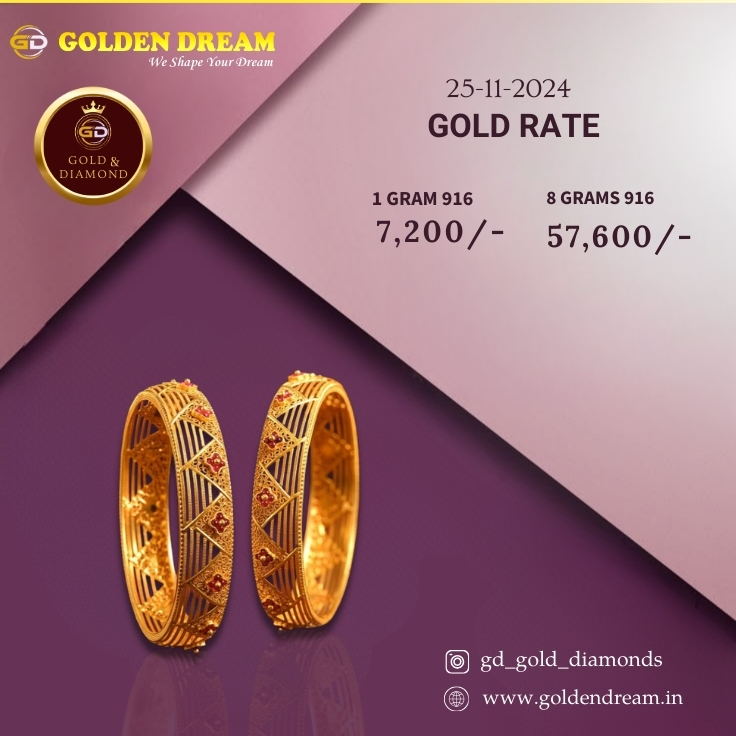 GD GOLDEN DREAM
We Shape Your Dream
GD
GOLD &
DIAMOND
25-11-2024
GOLD RATE
1 GRAM 916 8 GRAMS 916
7,200/- 57,600/-
gd_gold_diamonds
www.goldendream.in